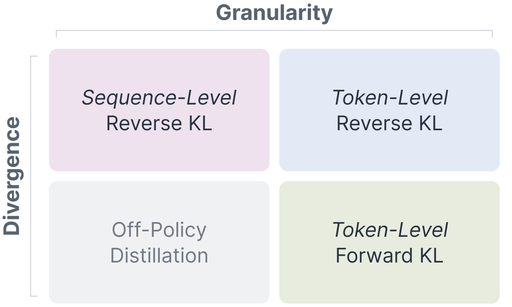 Granularity
Divergence
Sequence-Level
Reverse KL
Token-Level
Reverse KL
Off-Policy
Distillation
Token-Level
Forward KL